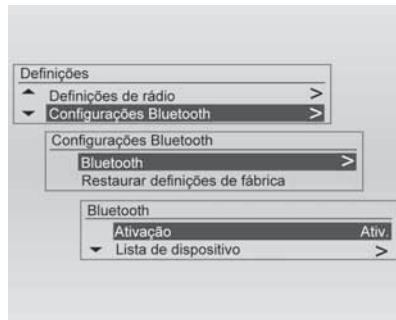 Definições
Definições de rádio >
Configurações Bluetooth >
Configurações Bluetooth
Bluetooth >
Restaurar definições de fábrica
Bluetooth
Ativação Ativ.
Lista de dispositivo >